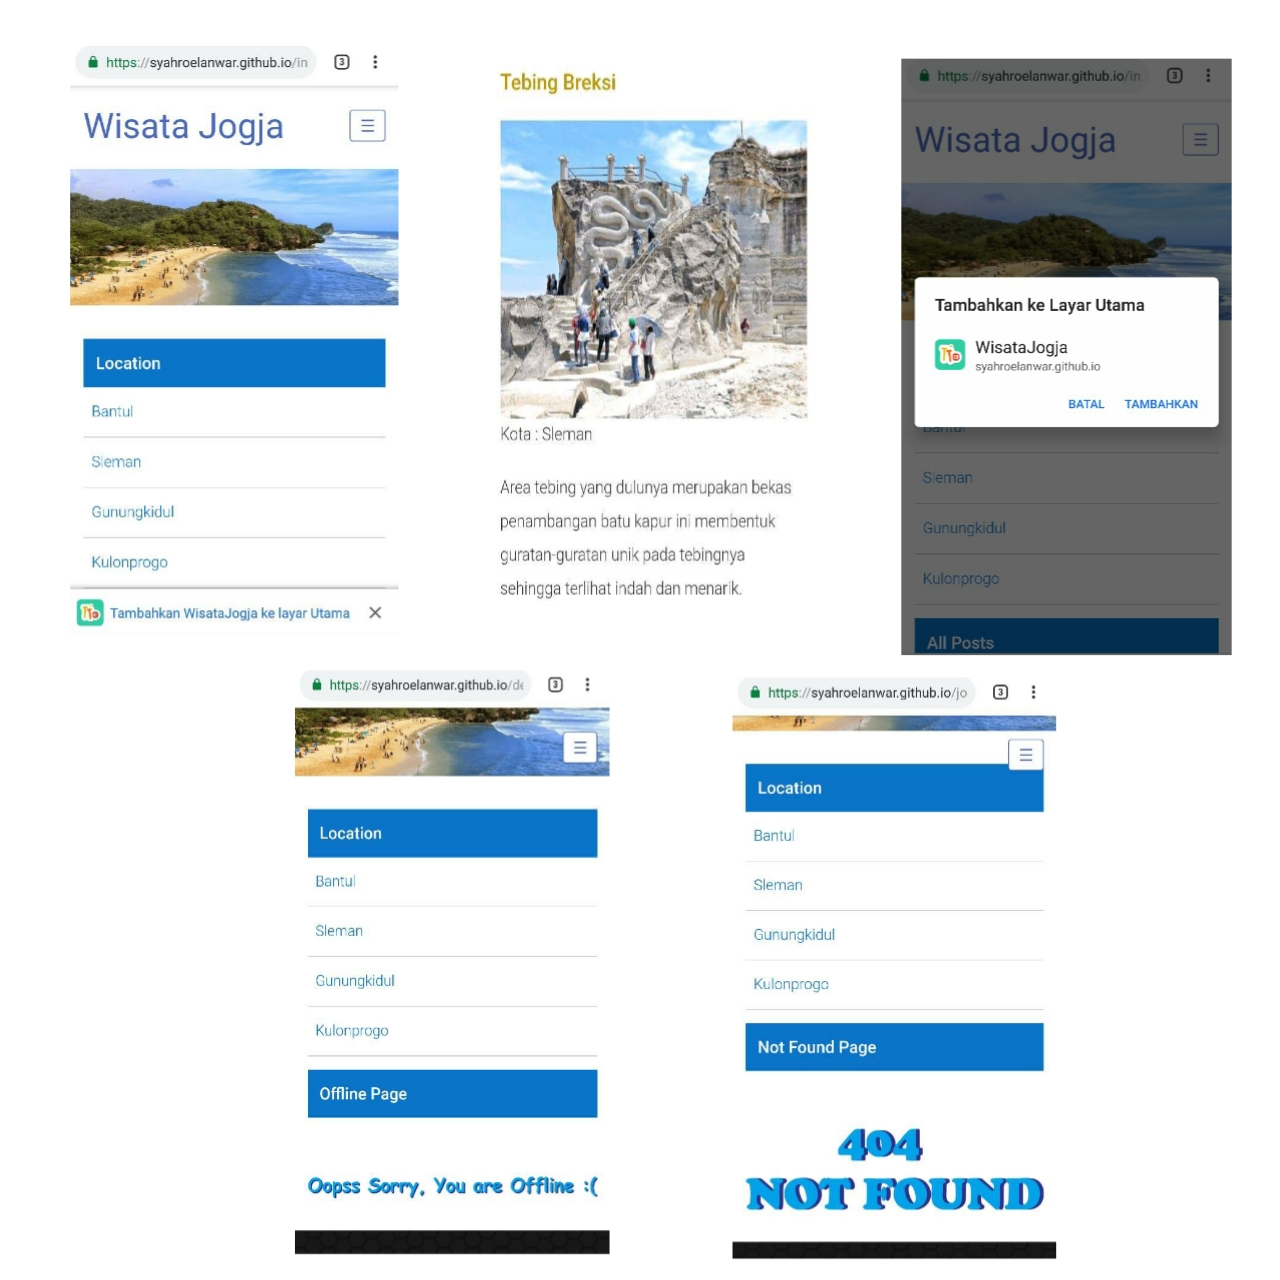 https://syahroelanwar.github.io/in
3
Wisata Jogja
Location
Bantul
Sleman
Gunungkidul
Kulonprogo
Tambahkan WisataJogja ke layar Utama
Tebing Breksi
Kota : Sleman
Area tebing yang dulunya merupakan bekas
penambangan batu kapur ini membentuk
guratan-guratan unik pada tebingnya
sehingga terlihat indah dan menarik.
https://syahroelanwar.github.io/in
3
Wisata Jogja
Tambahkan ke Layar Utama
WisataJogja
syahroelanwar.github.io
BATAL TAMBAHKAN
Bantul
Sleman
Gunungkidul
Kulonprogo
All Posts
https://syahroelanwar.github.io/de
3
Location
Bantul
Sleman
Gunungkidul
Kulonprogo
Offline Page
Oopss Sorry, You are Offline :(
https://syahroelanwar.github.io/jo
3
Location
Bantul
Sleman
Gunungkidul
Kulonprogo
Not Found Page
404
NOT FOUND